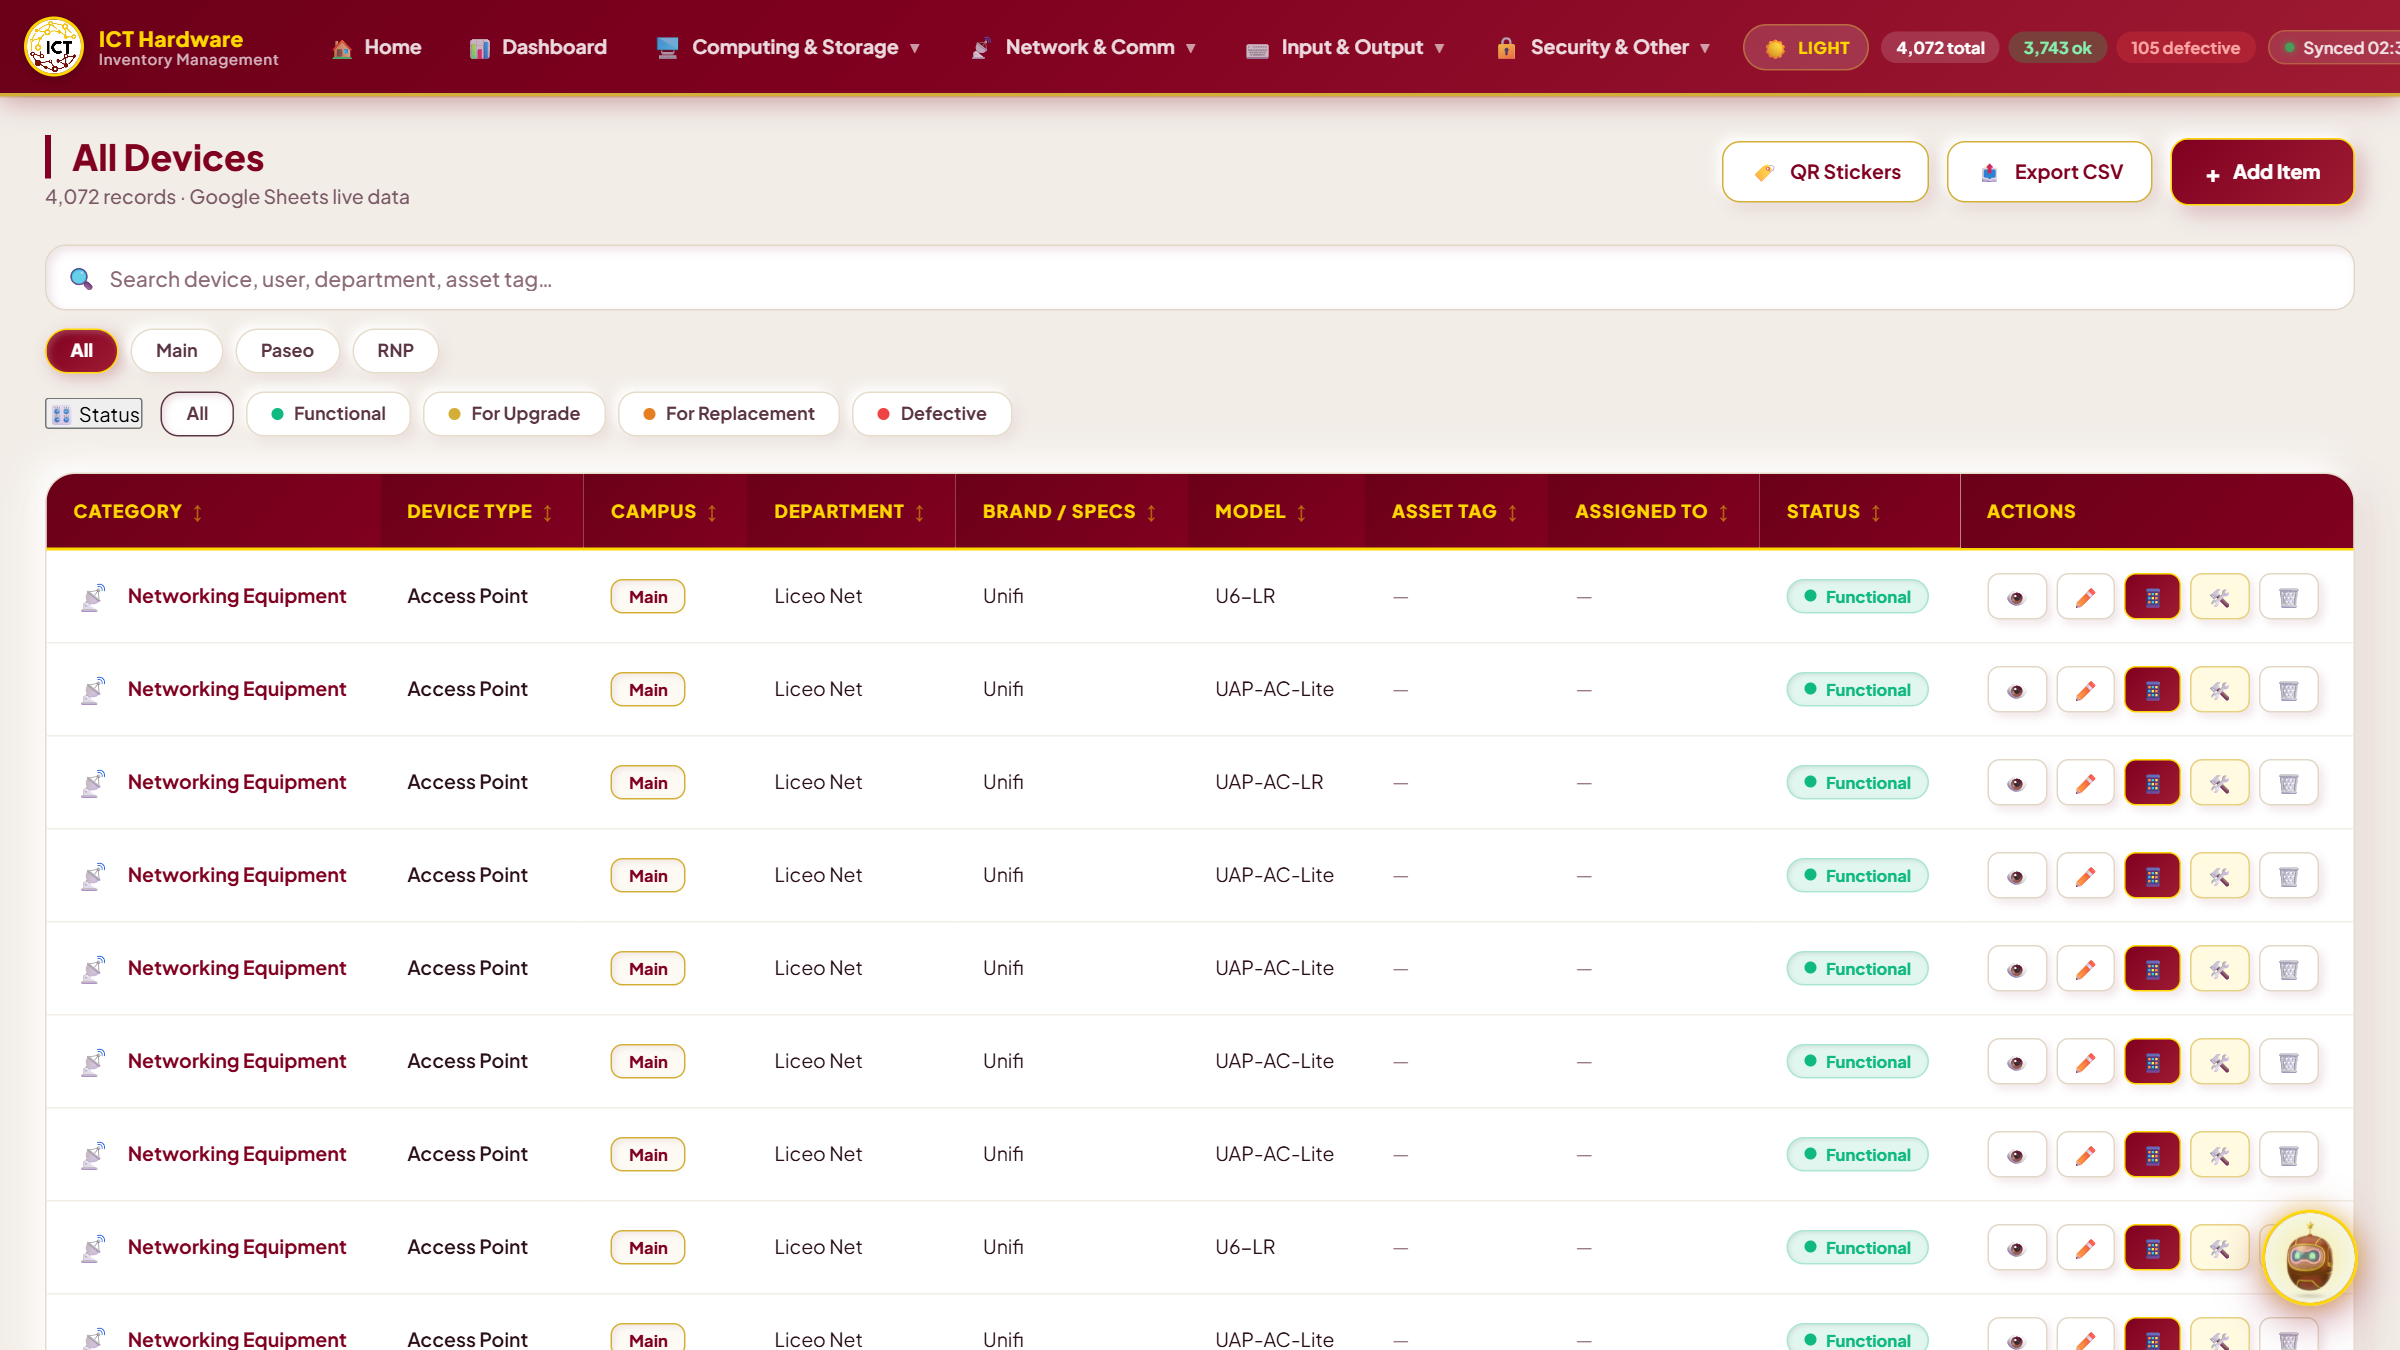 ICT
ICT Hardware
Inventory Management
Home
Dashboard
Computing & Storage ▼
Network & Comm ▼
Input & Output ▼
Security & Other ▼
LIGHT
4,072 total
3,743 ok
105 defective
Synced 02:3
All Devices
4,072 records · Google Sheets live data
QR Stickers
Export CSV
+ Add Item
Search device, user, department, asset tag...
All Main Paseo RNP
Status All Functional For Upgrade For Replacement Defective
CATEGORY ↕ DEVICE TYPE ↕ CAMPUS ↕ DEPARTMENT ↕ BRAND / SPECS ↕ MODEL ↕ ASSET TAG ↕ ASSIGNED TO ↕ STATUS ↕ ACTIONS
Networking Equipment Access Point Main Liceo Net Unifi U6-LR — — Functional
Networking Equipment Access Point Main Liceo Net Unifi UAP-AC-Lite — — Functional
Networking Equipment Access Point Main Liceo Net Unifi UAP-AC-LR — — Functional
Networking Equipment Access Point Main Liceo Net Unifi UAP-AC-Lite — — Functional
Networking Equipment Access Point Main Liceo Net Unifi UAP-AC-Lite — — Functional
Networking Equipment Access Point Main Liceo Net Unifi UAP-AC-Lite — — Functional
Networking Equipment Access Point Main Liceo Net Unifi UAP-AC-Lite — — Functional
Networking Equipment Access Point Main Liceo Net Unifi U6-LR — — Functional
Networking Equipment Access Point Main Liceo Net Unifi UAP-AC-Lite — — Functional